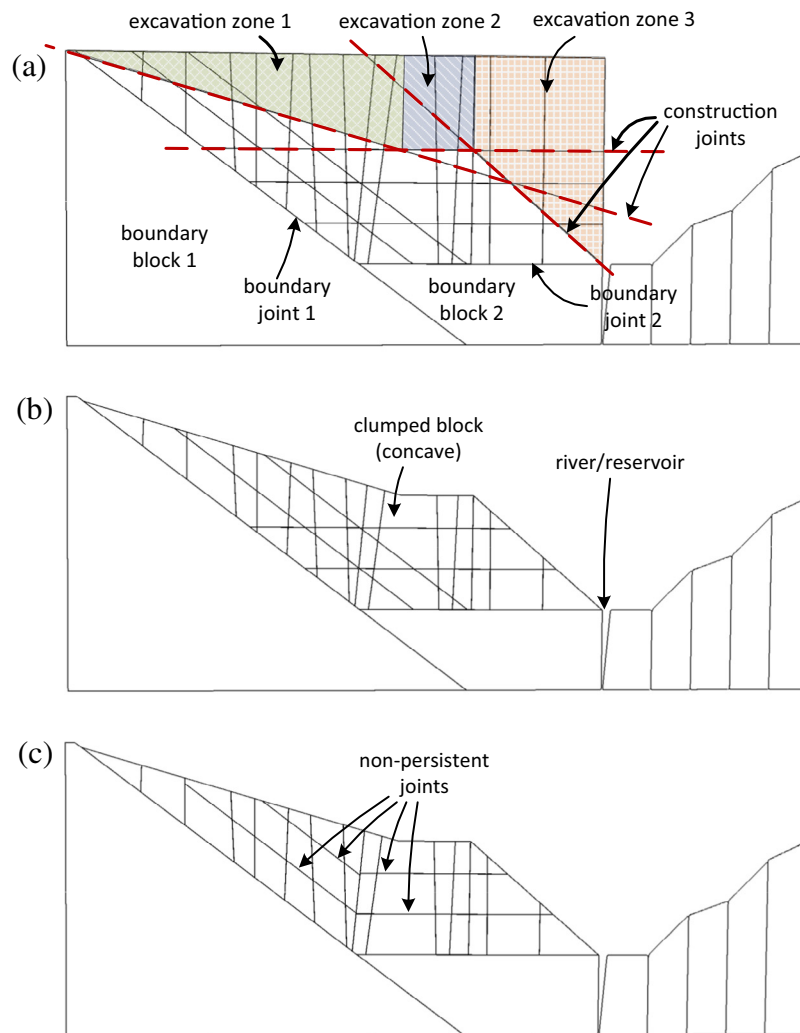 excavation zone 1
excavation zone 2
excavation zone 3
(a)
construction
joints
boundary
block 1
boundary
joint 1
boundary
block 2
boundary
joint 2
(b)
clumped block
(concave)
river/reservoir
(c)
non-persistent
joints